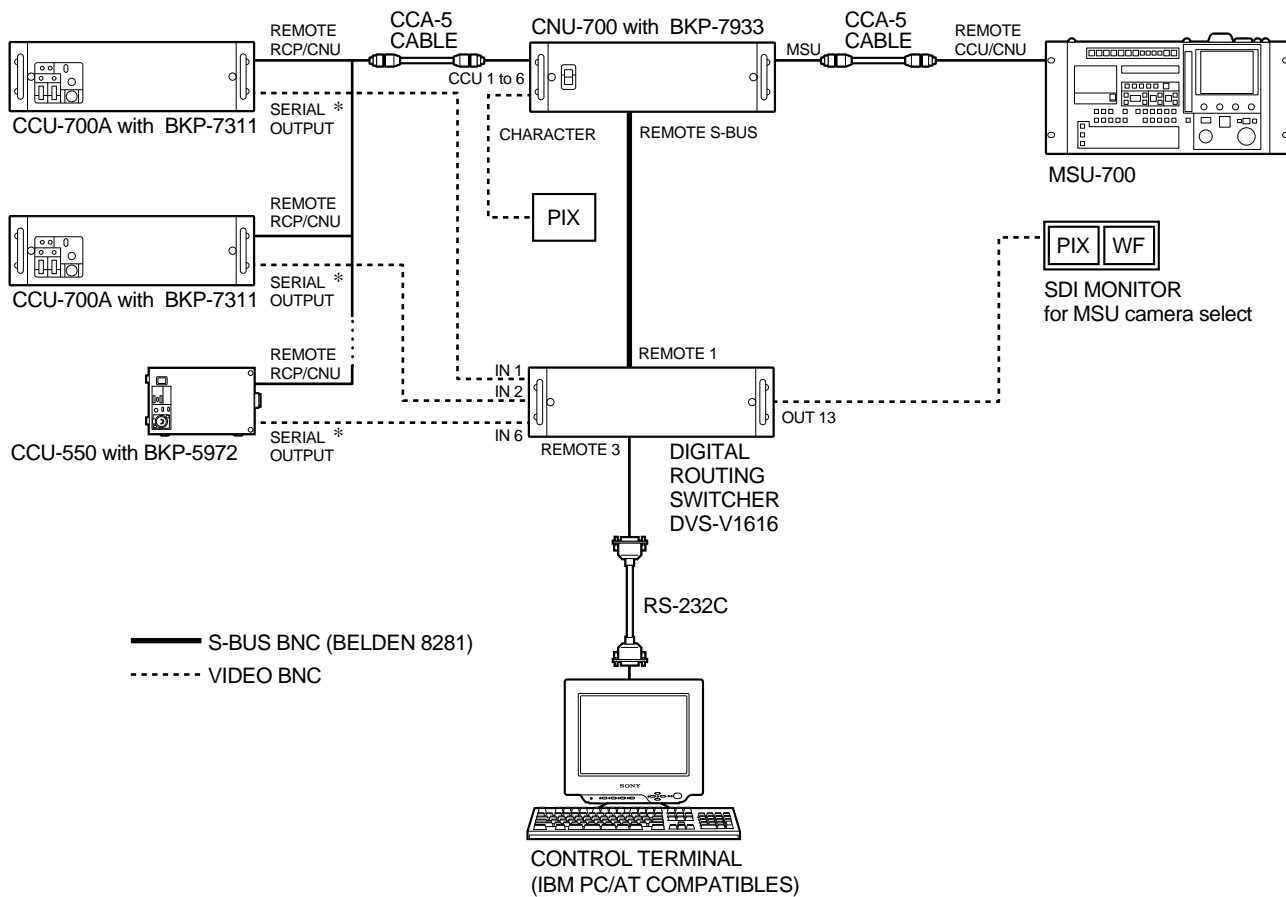 REMOTE
RCP/CNU
CCA-5
CABLE
CNU-700 with BKP-7933
MSU
CCA-5
CABLE
REMOTE
CCU/CNU
CCU 1 to 6
SERIAL *
OUTPUT
CCU-700A with BKP-7311
CHARACTER
REMOTE S-BUS
MSU-700
REMOTE
RCP/CNU
PIX
PIX
WF
SERIAL *
OUTPUT
CCU-700A with BKP-7311
SDI MONITOR
for MSU camera select
REMOTE
RCP/CNU
REMOTE 1
IN 1
IN 2
OUT 13
IN 6
CCU-550 with BKP-5972
SERIAL *
OUTPUT
REMOTE 3
DIGITAL
ROUTING
SWITCHER
DVS-V1616
RS-232C
S-BUS BNC (BELDEN 8281)
VIDEO BNC
SONY
CONTROL TERMINAL
(IBM PC/AT COMPATIBLES)